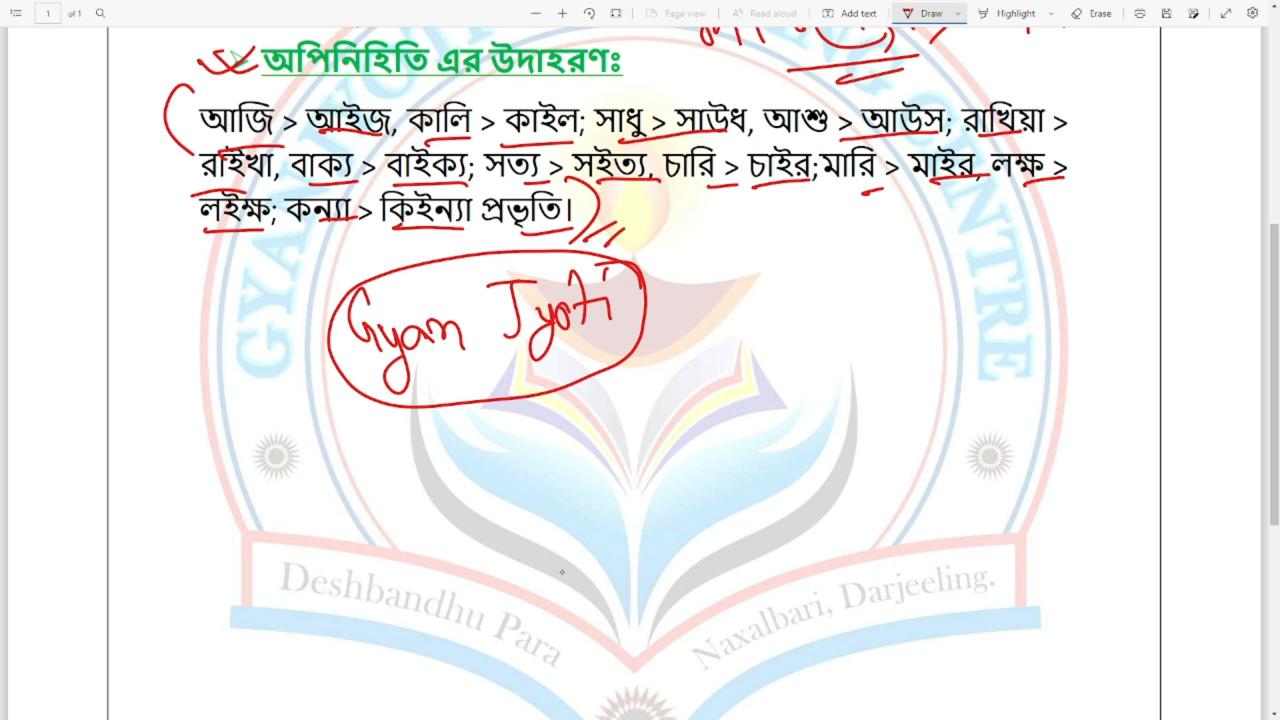 1 of 1 Page view Read aloud Add text Draw Highlight Erase
অপিনিহিতি এর উদাহরণঃ
আজি > আইজ, কালি > কাইল; সাধু > সাউধ, আশু > আউস; রাখিয়া >
রাইখা, বাক্য > বাইক্য; সত্য > সইত্য, চারি > চাইর;মারি > মাইর, লক্ষ >
লইক্ষ; কন্যা > কিইন্যা প্রভৃতি।
Gyan Jyoti
CENTRE
Deshbandhu Para
Naxalbari, Darjeeling.